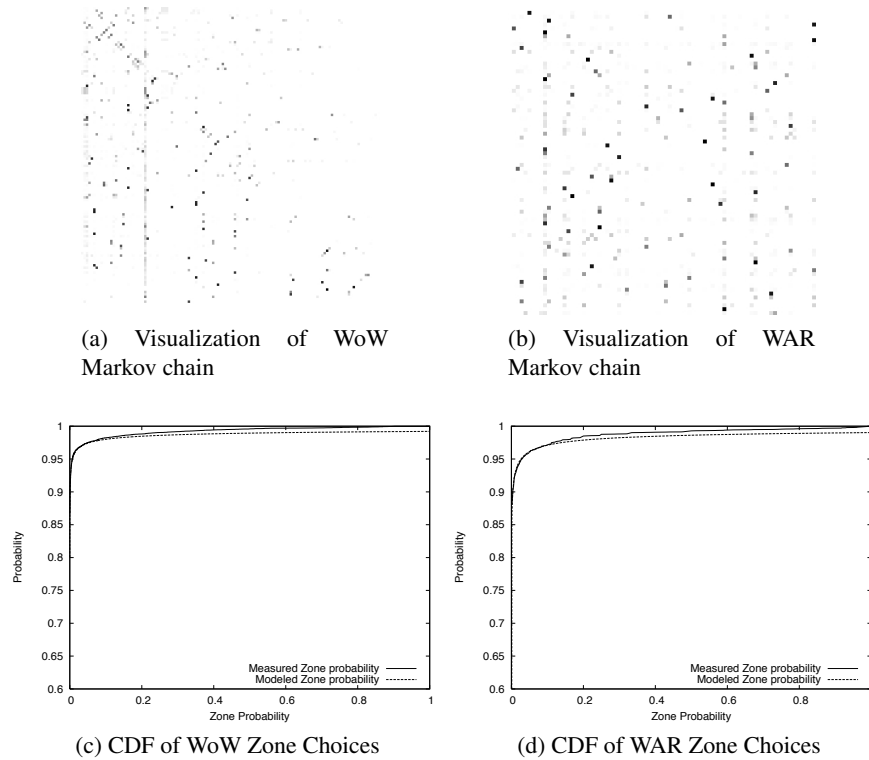 (a) Visualization of WoW
Markov chain
(b) Visualization of WAR
Markov chain
1
0.95
0.9
0.85
0.8
0.75
0.7
0.65
0.6
Probability
Measured Zone probability
Modeled Zone probability
0 0.2 0.4 0.6 0.8 1
Zone Probability
(c) CDF of WoW Zone Choices
1
0.95
0.9
0.85
0.8
0.75
0.7
0.65
0.6
Probability
Measured Zone probability
Modeled Zone probability
0 0.2 0.4 0.6 0.8
Zone Probability
(d) CDF of WAR Zone Choices